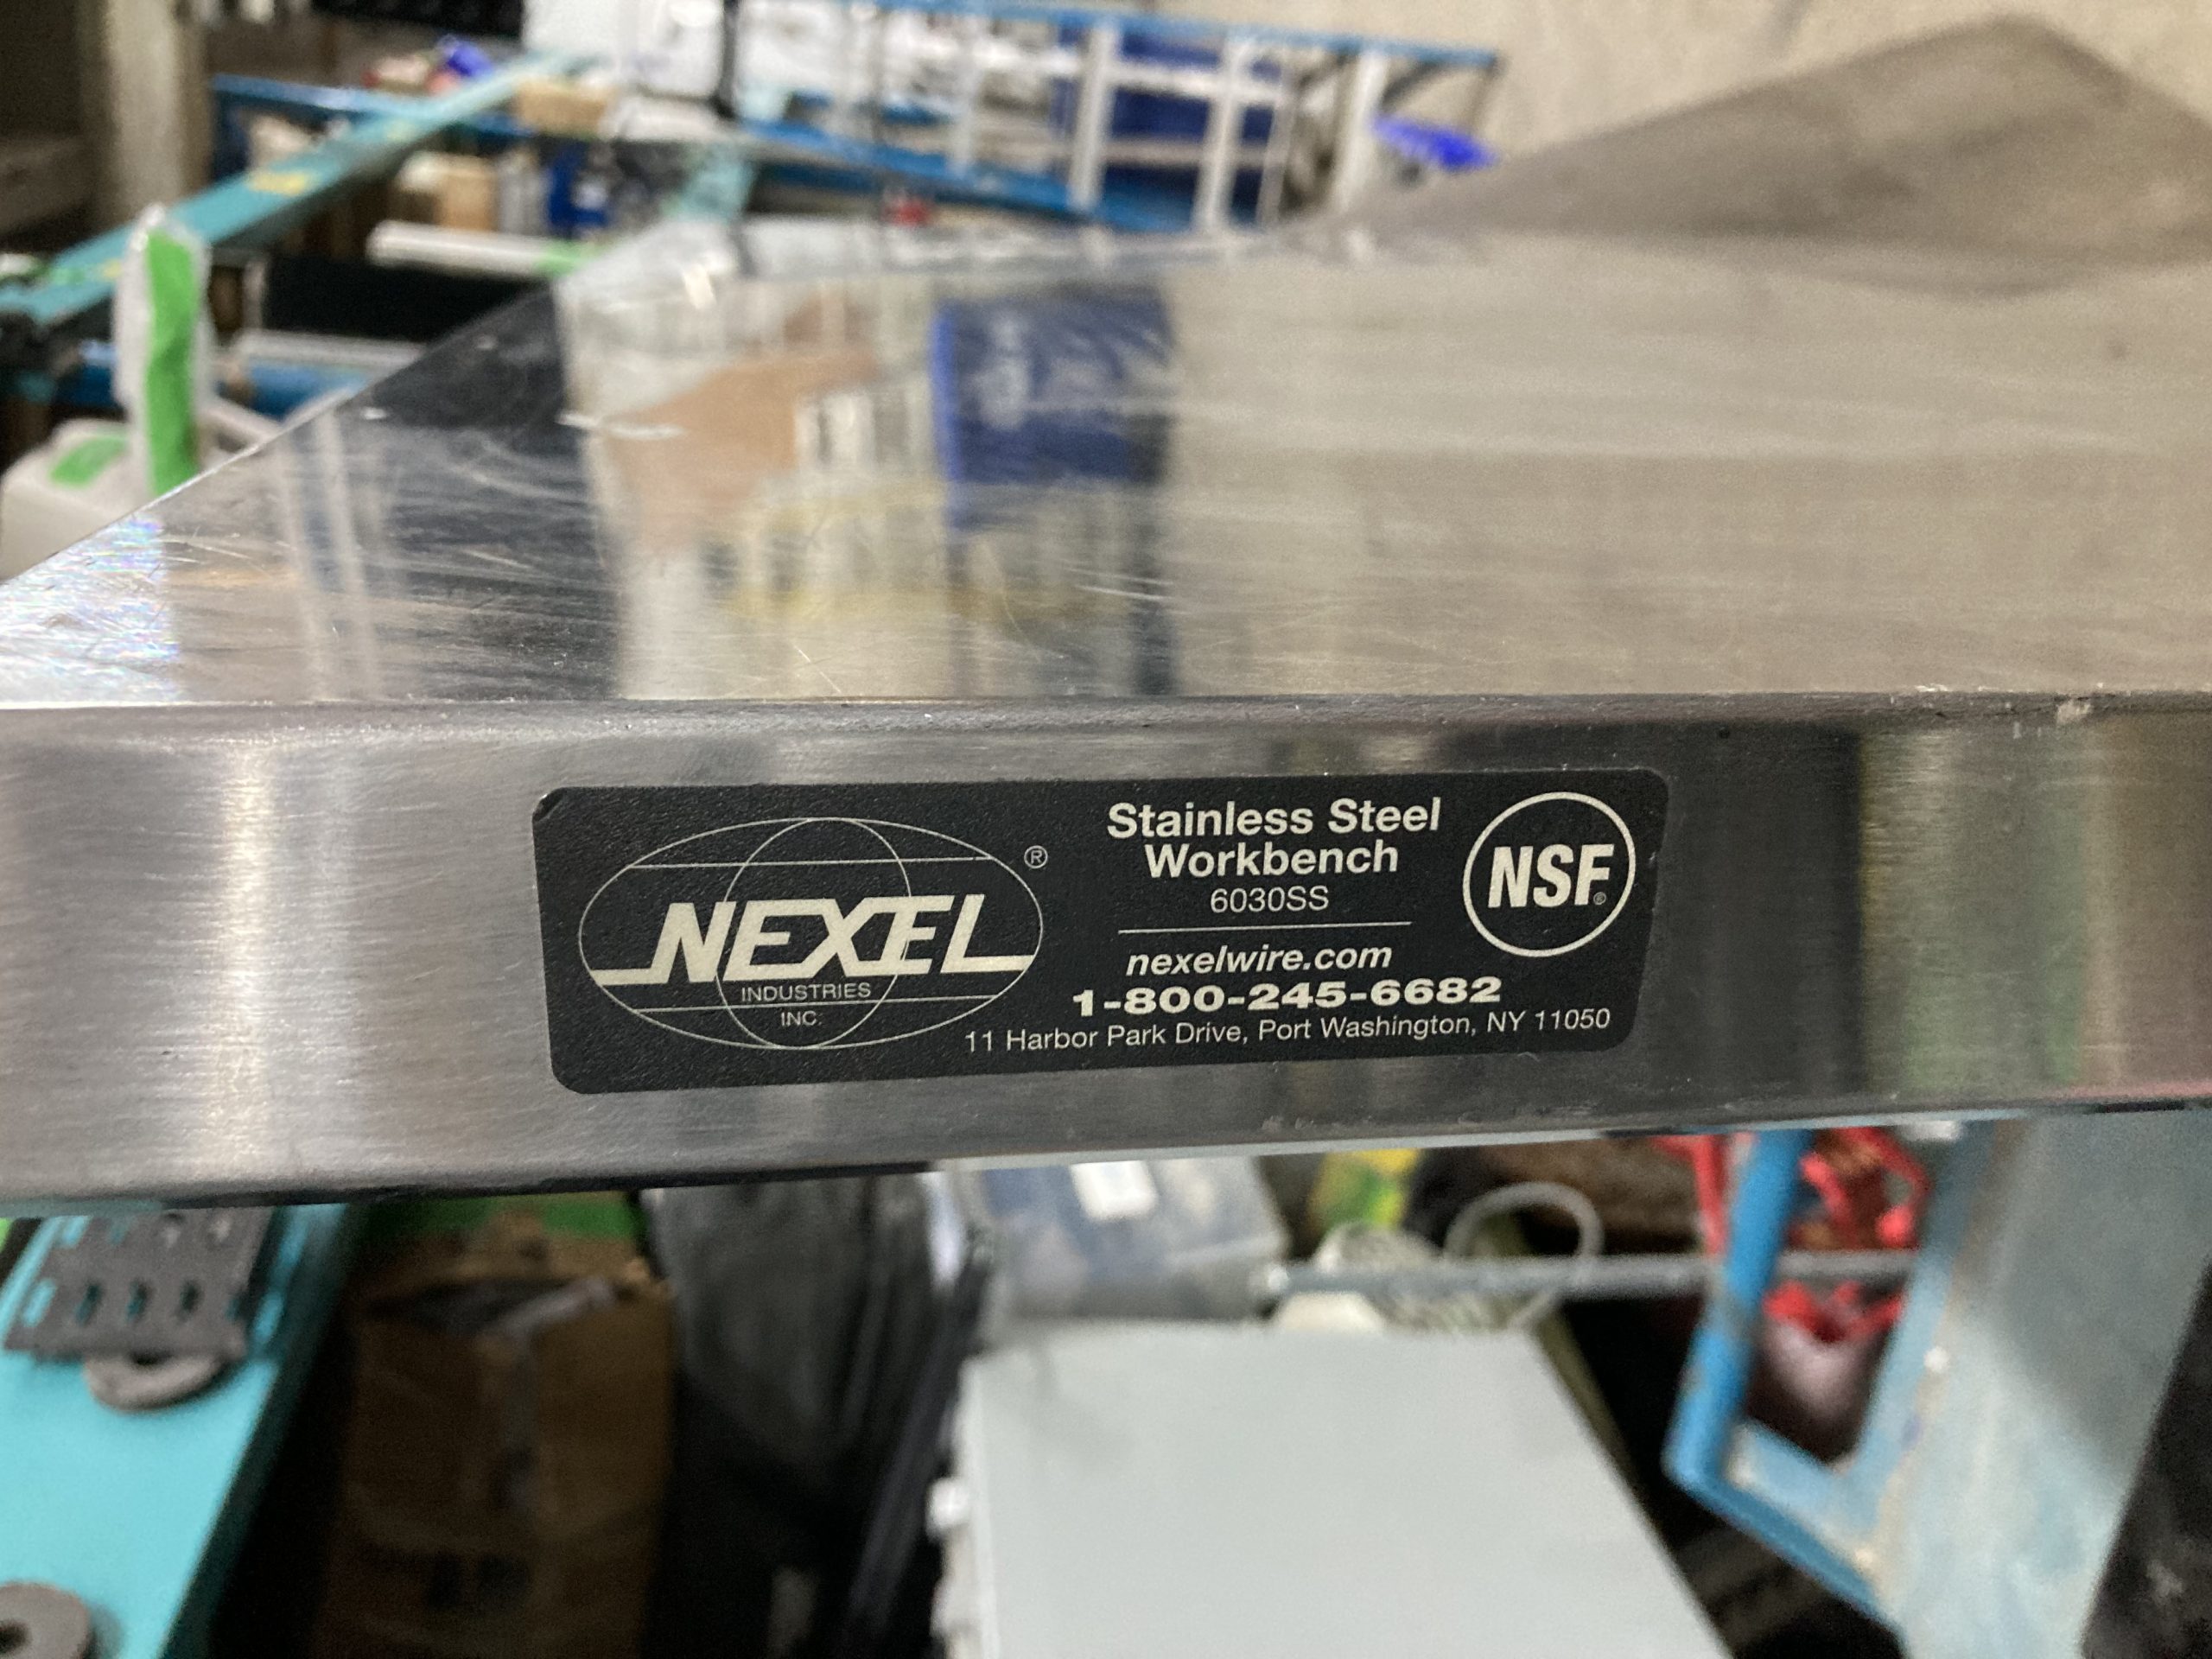 NEXEL®
INDUSTRIES
INC.
Stainless Steel
Workbench
6030SS
nexelwire.com
1-800-245-6682
11 Harbor Park Drive, Port Washington, NY 11050
NSF®